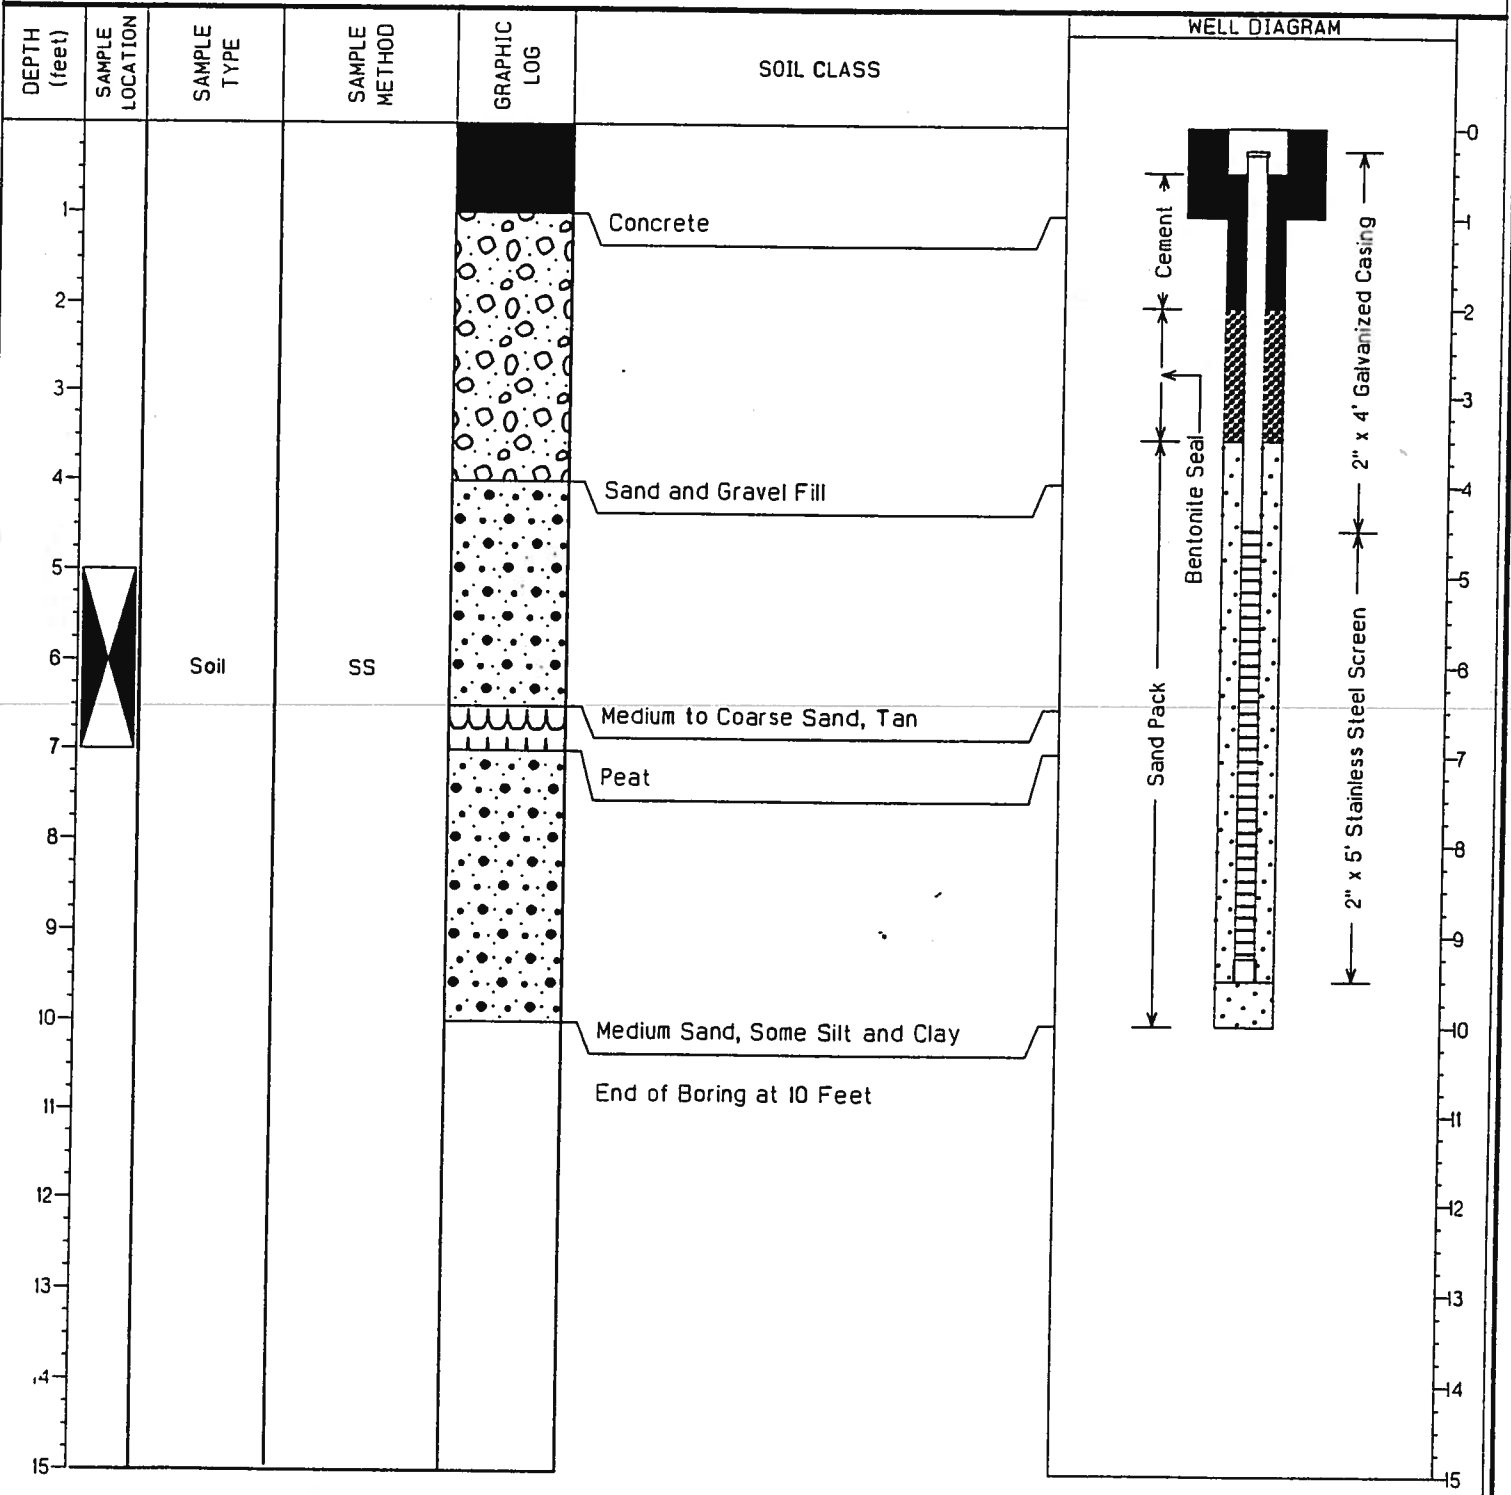 DEPTH
(feet)
SAMPLE
LOCATION
SAMPLE
TYPE
SAMPLE
METHOD
GRAPHIC
LOG
SOIL CLASS
WELL DIAGRAM
1
2
3
4
5
6
7
8
9
10
11
12
13
14
15
Soil
SS
Concrete
Sand and Gravel Fill
Medium to Coarse Sand, Tan
Peat
Medium Sand, Some Silt and Clay
End of Boring at 10 Feet
Cement
Bentonite Seal
Sand Pack
2" x 4' Galvanized Casing
2" x 5' Stainless Steel Screen
0
1
2
3
4
5
6
7
8
9
10
11
12
13
14
15